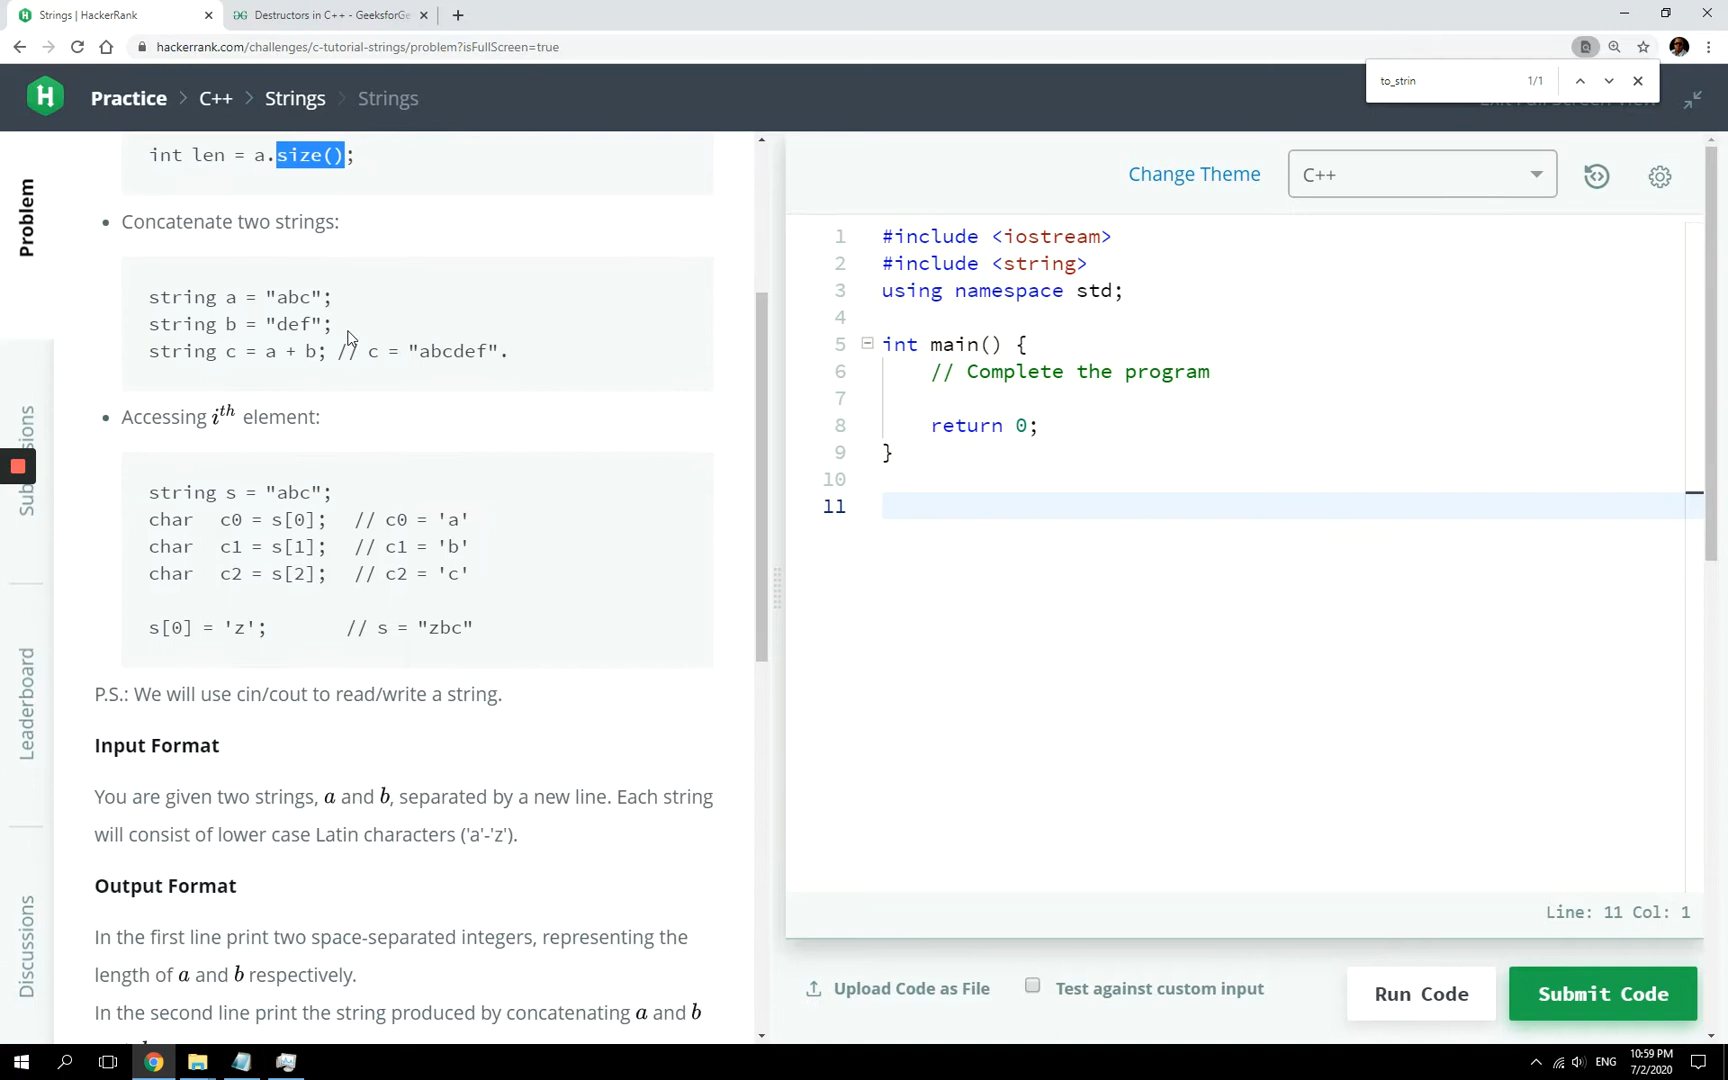 Strings | HackerRank
Destructors in C++ - GeeksforGe
hackerrank.com/challenges/c-tutorial-strings/problem?isFullScreen=true
to_strin 1/1
H Practice > C++ > Strings > Strings
Exit Full Screen View
Problem
Submissions
Leaderboard
Discussions
int len = a.size();
• Concatenate two strings:
string a = "abc";
string b = "def";
string c = a + b; // c = "abcdef".
• Accessing i^th element:
string s = "abc";
char c0 = s[0]; // c0 = 'a'
char c1 = s[1]; // c1 = 'b'
char c2 = s[2]; // c2 = 'c'
s[0] = 'z'; // s = "zbc"
P.S.: We will use cin/cout to read/write a string.
Input Format
You are given two strings, a and b, separated by a new line. Each string
will consist of lower case Latin characters ('a'-'z').
Output Format
In the first line print two space-separated integers, representing the
length of a and b respectively.
In the second line print the string produced by concatenating a and b
Change Theme
C++
1 #include <iostream>
2 #include <string>
3 using namespace std;
4
5 int main() {
6 // Complete the program
7
8 return 0;
9 }
10
11
Line: 11 Col: 1
Upload Code as File
Test against custom input
Run Code
Submit Code
ENG
10:59 PM
7/2/2020